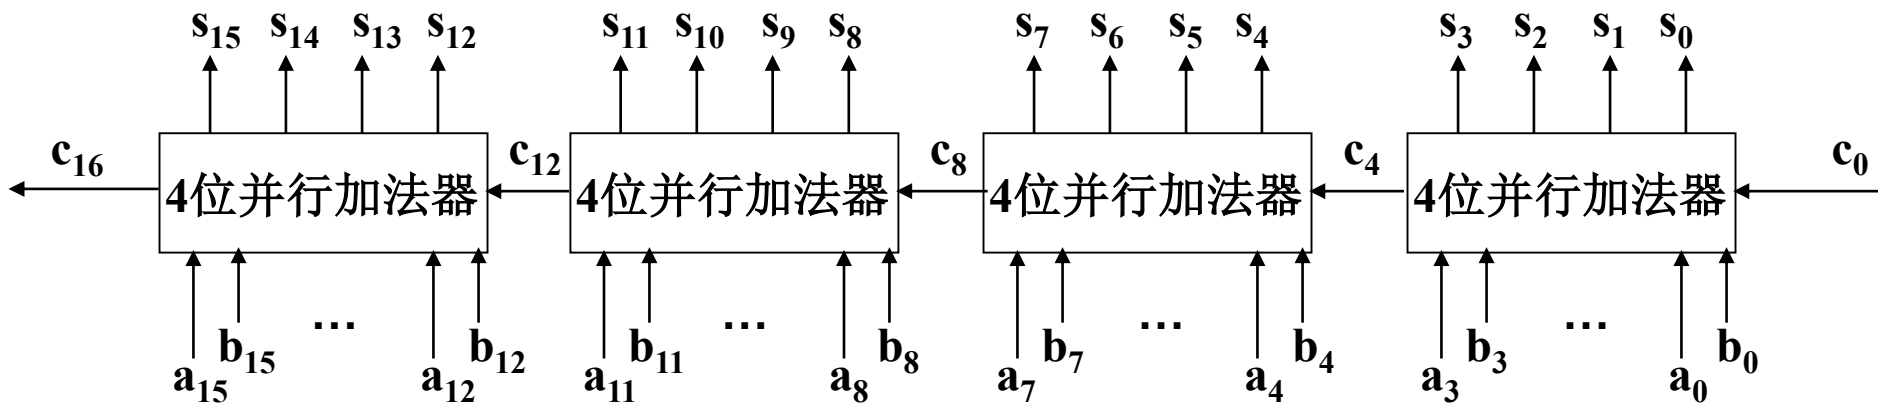 s₁₅ s₁₄ s₁₃ s₁₂ s₁₁ s₁₀ s₉ s₈ s₇ s₆ s₅ s₄ s₃ s₂ s₁ s₀
c₁₆ c₁₂ c₈ c₄ c₀
4位并行加法器 4位并行加法器 4位并行加法器 4位并行加法器
... ... ... ...
b₁₅ b₁₂ b₁₁ b₈ b₇ b₄ b₃ b₀
a₁₅ a₁₂ a₁₁ a₈ a₇ a₄ a₃ a₀